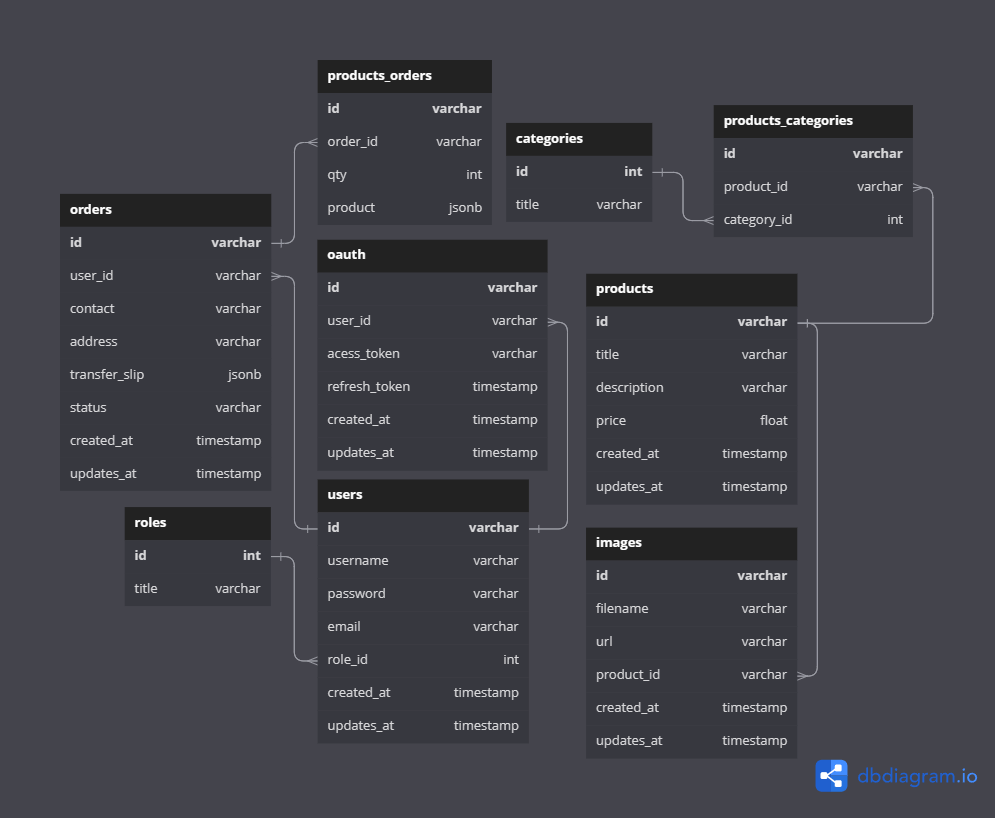 products_orders
id varchar
order_id varchar
qty int
product jsonb
categories
id int
title varchar
products_categories
id varchar
product_id varchar
category_id int
orders
id varchar
user_id varchar
contact varchar
address varchar
transfer_slip jsonb
status varchar
created_at timestamp
updates_at timestamp
oauth
id varchar
user_id varchar
acess_token varchar
refresh_token timestamp
created_at timestamp
updates_at timestamp
products
id varchar
title varchar
description varchar
price float
created_at timestamp
updates_at timestamp
roles
id int
title varchar
users
id varchar
username varchar
password varchar
email varchar
role_id int
created_at timestamp
updates_at timestamp
images
id varchar
filename varchar
url varchar
product_id varchar
created_at timestamp
updates_at timestamp
dbdiagram.io